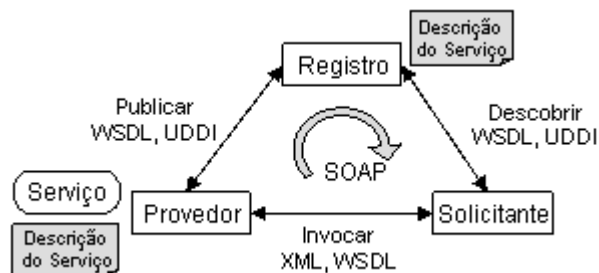 Descrição
do Serviço
Registro
Publicar
WSDL, UDDI
Descobrir
WSDL, UDDI
SOAP
Serviço
Provedor
Solicitante
Descrição
do Serviço
Invocar
XML, WSDL